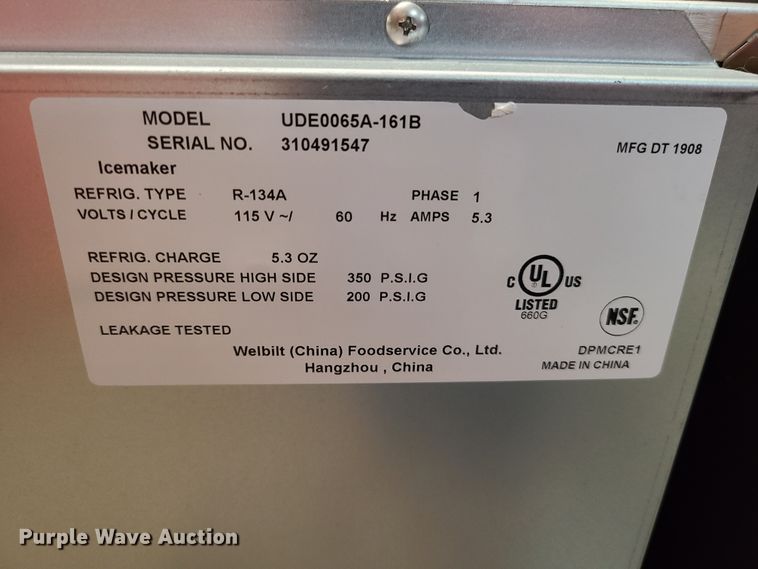 MODEL UDE0065A-161B
SERIAL NO. 310491547
MFG DT 1908
Icemaker
REFRIG. TYPE R-134A PHASE 1
VOLTS / CYCLE 115 V ~/ 60 Hz AMPS 5.3
REFRIG. CHARGE 5.3 OZ
DESIGN PRESSURE HIGH SIDE 350 P.S.I.G
DESIGN PRESSURE LOW SIDE 200 P.S.I.G
C UL US
LISTED
660G
NSF.
LEAKAGE TESTED
Welbilt (China) Foodservice Co., Ltd.
Hangzhou , China
DPMCRE1
MADE IN CHINA
Purple Wave Auction